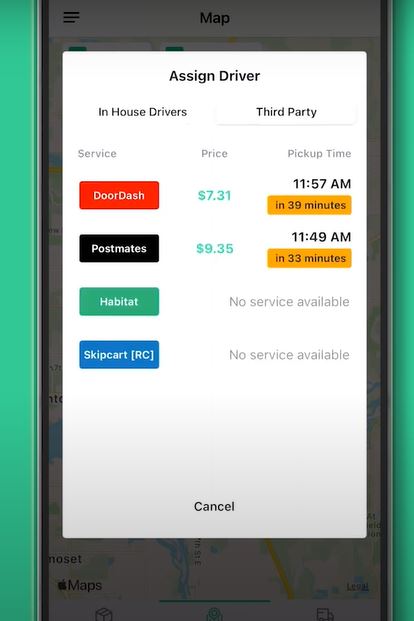 Map
Assign Driver
In House Drivers Third Party
Service Price Pickup Time
DoorDash $7.31 11:57 AM
in 39 minutes
Postmates $9.35 11:49 AM
in 33 minutes
Habitat No service available
Skipcart [RC] No service available
Cancel
moset
Maps
Legal